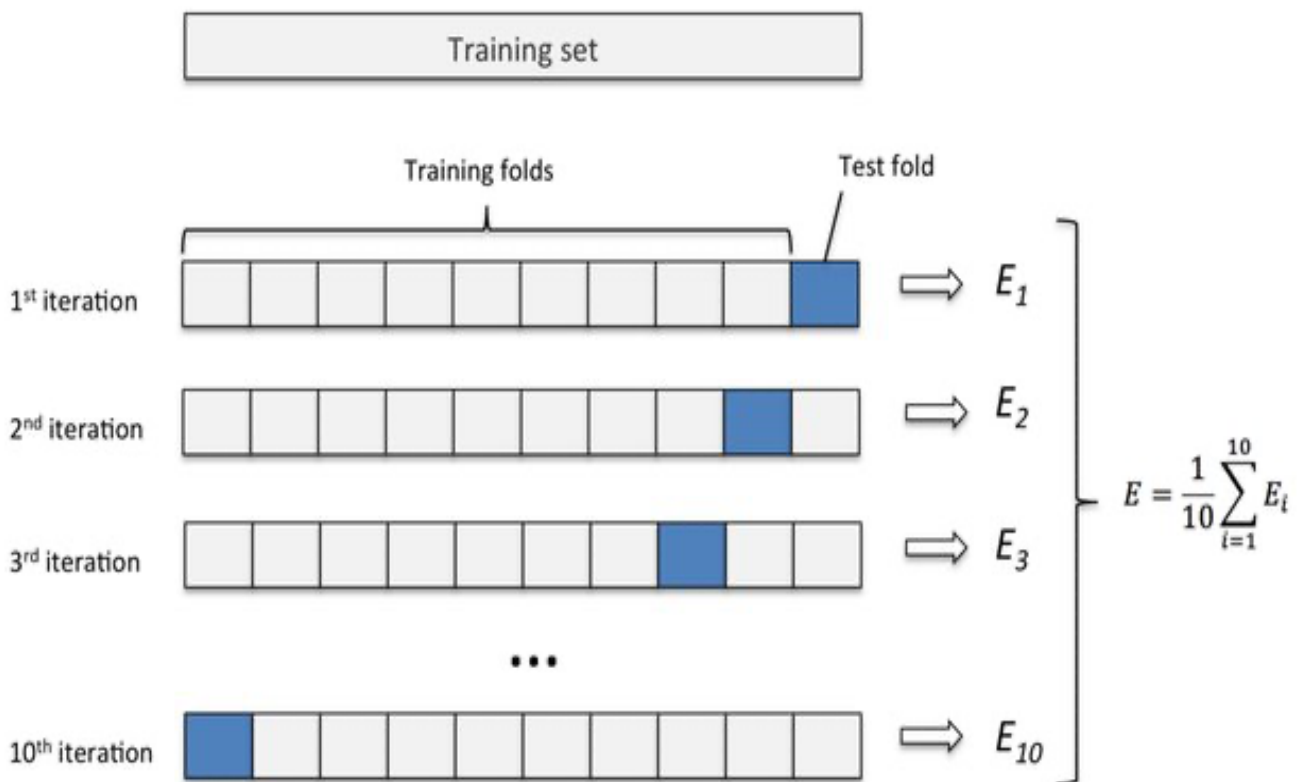 Training set
Training folds
Test fold
1st iteration
E1
2nd iteration
E2
3rd iteration
E3
...
10th iteration
E10
E = 1/10 ∑_{i=1}^{10} E_i